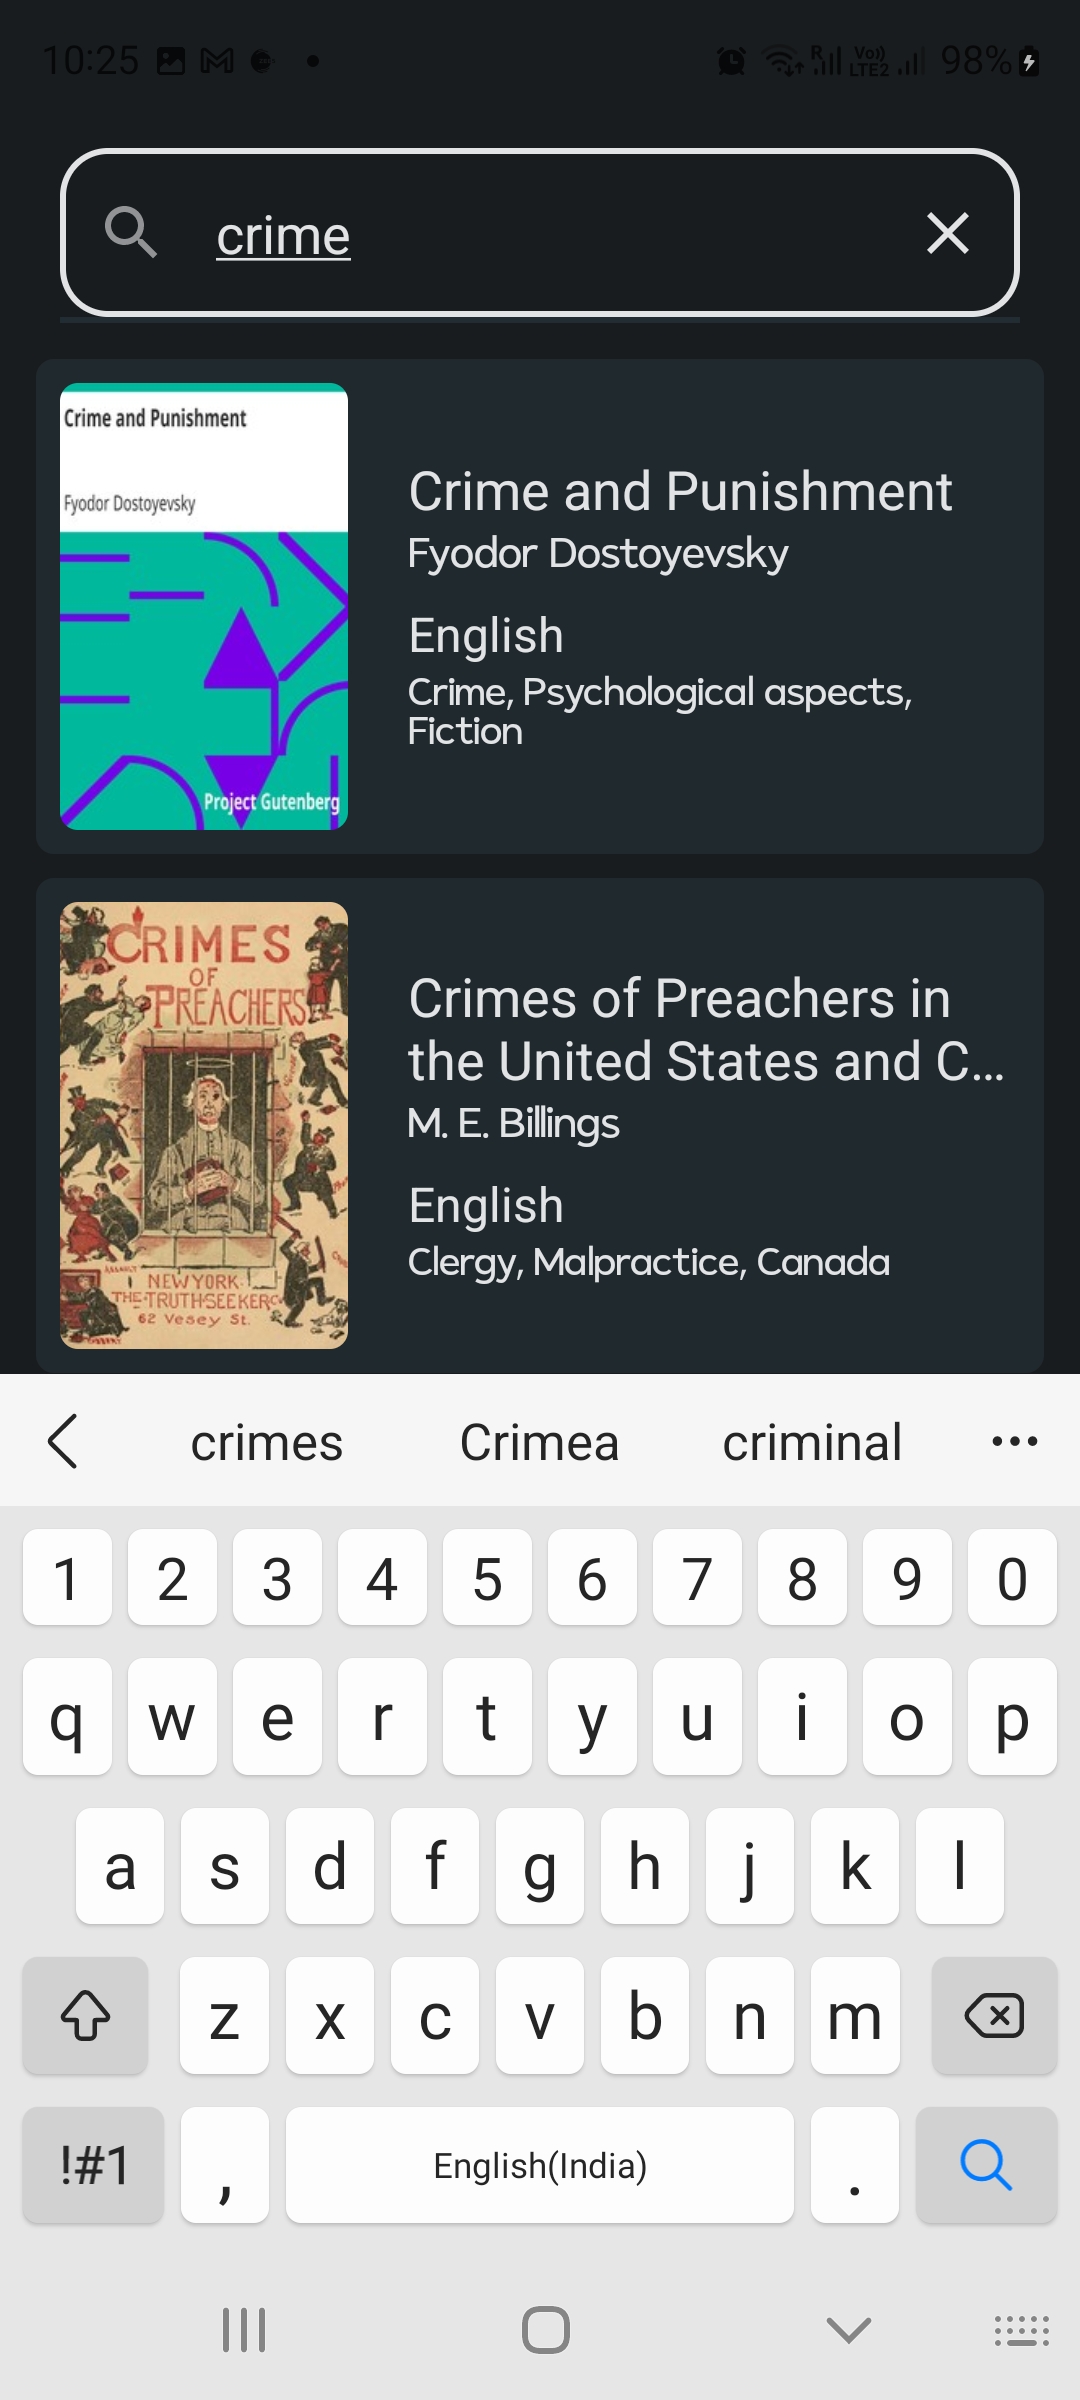 10:25
R Vo)) LTE2 98%
crime
Crime and Punishment
Fyodor Dostoyevsky
Project Gutenberg
Crime and Punishment
Fyodor Dostoyevsky
English
Crime, Psychological aspects,
Fiction
CRIMES
OF
PREACHERS
NEW YORK
THE TRUTH SEEKER
62 Vesey St.
Crimes of Preachers in
the United States and C...
M. E. Billings
English
Clergy, Malpractice, Canada
crimes Crimea criminal
1 2 3 4 5 6 7 8 9 0
q w e r t y u i o p
a s d f g h j k l
z x c v b n m
!#1 , English(India) .